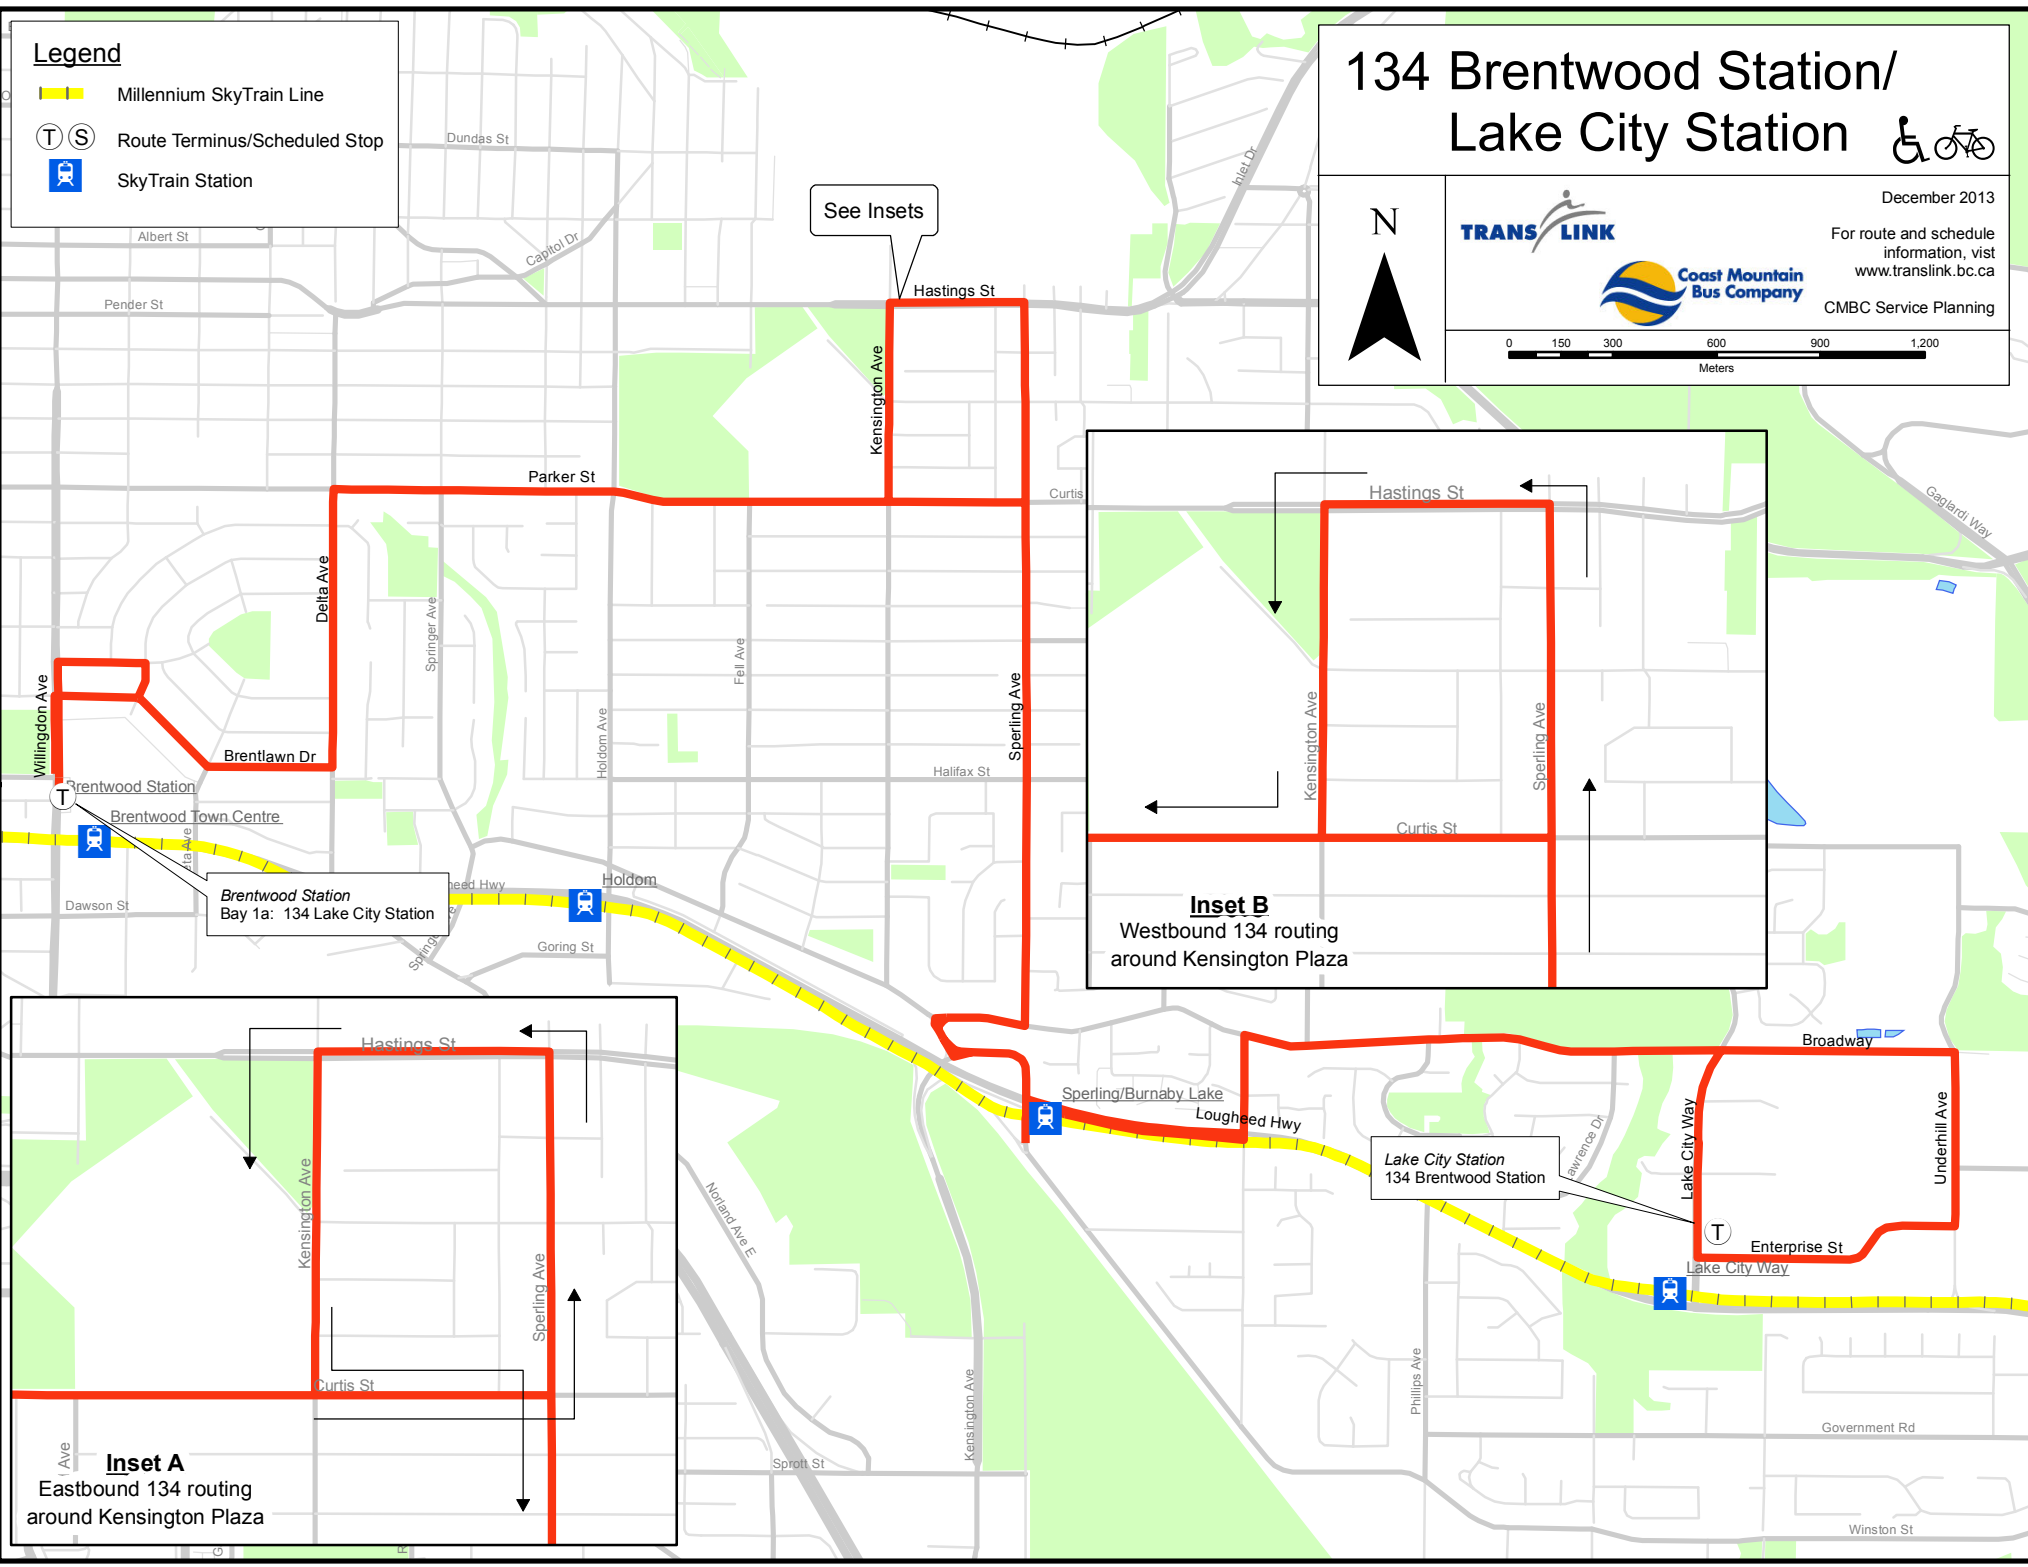 Legend
Millennium SkyTrain Line
T S Route Terminus/Scheduled Stop
SkyTrain Station
134 Brentwood Station/
Lake City Station
N
TRANS LINK
Coast Mountain
Bus Company
December 2013
For route and schedule
information, vist
www.translink.bc.ca
CMBC Service Planning
0 150 300 600 900 1,200
Meters
Dundas St
Albert St
Capitol Dr
Pender St
See Insets
Hastings St
Inlet Dr
Kensington Ave
Parker St
Curtis
Gaglardi Way
Delta Ave
Springer Ave
Fell Ave
Holdom Ave
Sperling Ave
Willingdon Ave
Brentlawn Dr
Halifax St
Brentwood Station
T
Brentwood Town Centre
Dawson St
Brentwood Station
Bay 1a: 134 Lake City Station
Holdom
Goring St
Hastings St
Kensington Ave
Sperling Ave
Curtis St
Inset B
Westbound 134 routing
around Kensington Plaza
Broadway
Sperling/Burnaby Lake
Lougheed Hwy
Lake City Way
Underhill Ave
Lake City Station
134 Brentwood Station
T
Enterprise St
Lake City Way
Hastings St
Kensington Ave
Sperling Ave
Curtis St
Ave
Inset A
Eastbound 134 routing
around Kensington Plaza
Norland Ave E
Kensington Ave
Sprott St
Phillips Ave
Government Rd
Winston St